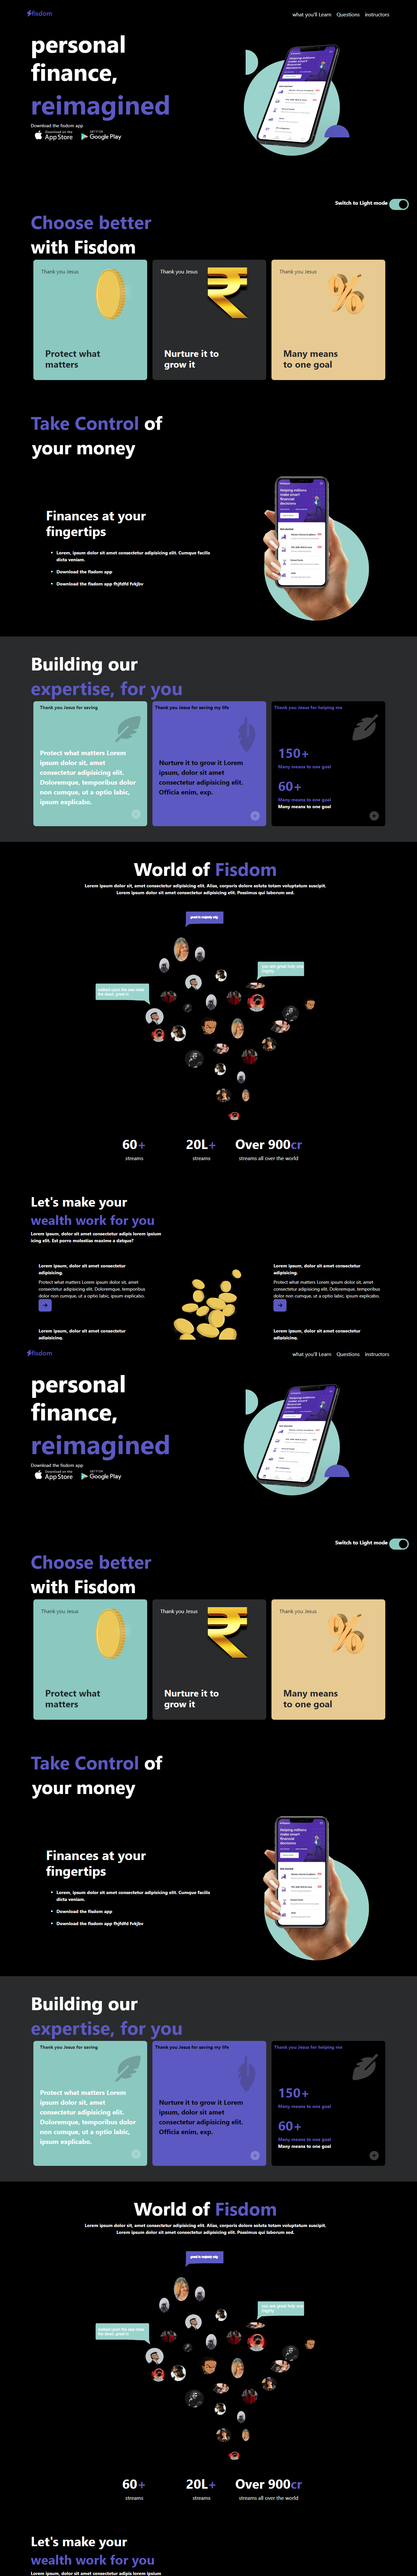 fisdom
what you'll Learn Questions instructors
personal
finance,
reimagined
Download the fisdom app
Download on the GET IT ON
App Store Google Play
Switch to Light mode
Choose better
with Fisdom
Thank you Jesus Thank you Jesus Thank you Jesus
Protect what Nurture it to Many means
matters grow it to one goal
Take Control of
your money
Helping millions
make smart
financial
decisions
Finances at your
fingertips
Lorem, ipsum dolor sit amet consectetur adipisicing elit. Cumque facilis
dicta veniam.
Download the fisdom app
Download the fisdom app fhjfdfd fvkjbv
Building our
expertise, for you
Thank you Jesus for saving Thank you Jesus for saving my life Thank you Jesus for helping me
Protect what matters Lorem
ipsum dolor sit, amet
consectetur adipisicing elit.
Doloremque, temporibus dolor
non cumque, ut a optio labic,
ipsum explicabo.
Nurture it to grow it Lorem
ipsum, dolor sit amet
consectetur adipisicing elit.
Officia enim, exp.
150+
Many means to one goal
60+
Many means to one goal
Many means to one goal
World of Fisdom
Lorem ipsum dolor sit, amet consectetur adipisicing elit. Alias, corporis dolore soluta totam voluptatum suscipit.
Lorem ipsum dolor sit amet consectetur adipisicing elit. Possimus qui laborum sed.
you are great holy one
mighty
walked upon the sea raise
the dead, great in
60+ 20L+ Over 900cr
streams streams streams all over the world
Let's make your
wealth work for you
Lorem ipsum, dolor sit amet consectetur adipis lorem ipsum
icing elit. Est porro molestias maxime a datque?
Lorem ipsum, dolor sit amet consectetur
adipisicing.
Protect what matters Lorem ipsum dolor sit, amet
consectetur adipisicing elit. Doloremque, temporibus
dolor non cumque, ut a optio labic, ipsum explicabo.
Lorem ipsum, dolor sit amet consectetur
adipisicing.
Protect what matters Lorem ipsum dolor sit, amet
consectetur adipisicing elit. Doloremque, temporibus
dolor non cumque, ut a optio labic, ipsum explicabo.
Lorem ipsum, dolor sit amet consectetur
adipisicing.
Lorem ipsum, dolor sit amet consectetur
adipisicing.
fisdom
what you'll Learn Questions instructors
personal
finance,
reimagined
Download the fisdom app
Download on the GET IT ON
App Store Google Play
Switch to Light mode
Choose better
with Fisdom
Thank you Jesus Thank you Jesus Thank you Jesus
Protect what Nurture it to Many means
matters grow it to one goal
Take Control of
your money
Helping millions
make smart
financial
decisions
Finances at your
fingertips
Lorem, ipsum dolor sit amet consectetur adipisicing elit. Cumque facilis
dicta veniam.
Download the fisdom app
Download the fisdom app fhjfdfd fvkjbv
Building our
expertise, for you
Thank you Jesus for saving Thank you Jesus for saving my life Thank you Jesus for helping me
Protect what matters Lorem
ipsum dolor sit, amet
consectetur adipisicing elit.
Doloremque, temporibus dolor
non cumque, ut a optio labic,
ipsum explicabo.
Nurture it to grow it Lorem
ipsum, dolor sit amet
consectetur adipisicing elit.
Officia enim, exp.
150+
Many means to one goal
60+
Many means to one goal
Many means to one goal
World of Fisdom
Lorem ipsum dolor sit, amet consectetur adipisicing elit. Alias, corporis dolore soluta totam voluptatum suscipit.
Lorem ipsum dolor sit amet consectetur adipisicing elit. Possimus qui laborum sed.
you are great holy one
mighty
walked upon the sea raise
the dead, great in
60+ 20L+ Over 900cr
streams streams streams all over the world
Let's make your
wealth work for you
Lorem ipsum, dolor sit amet consectetur adipis lorem ipsum